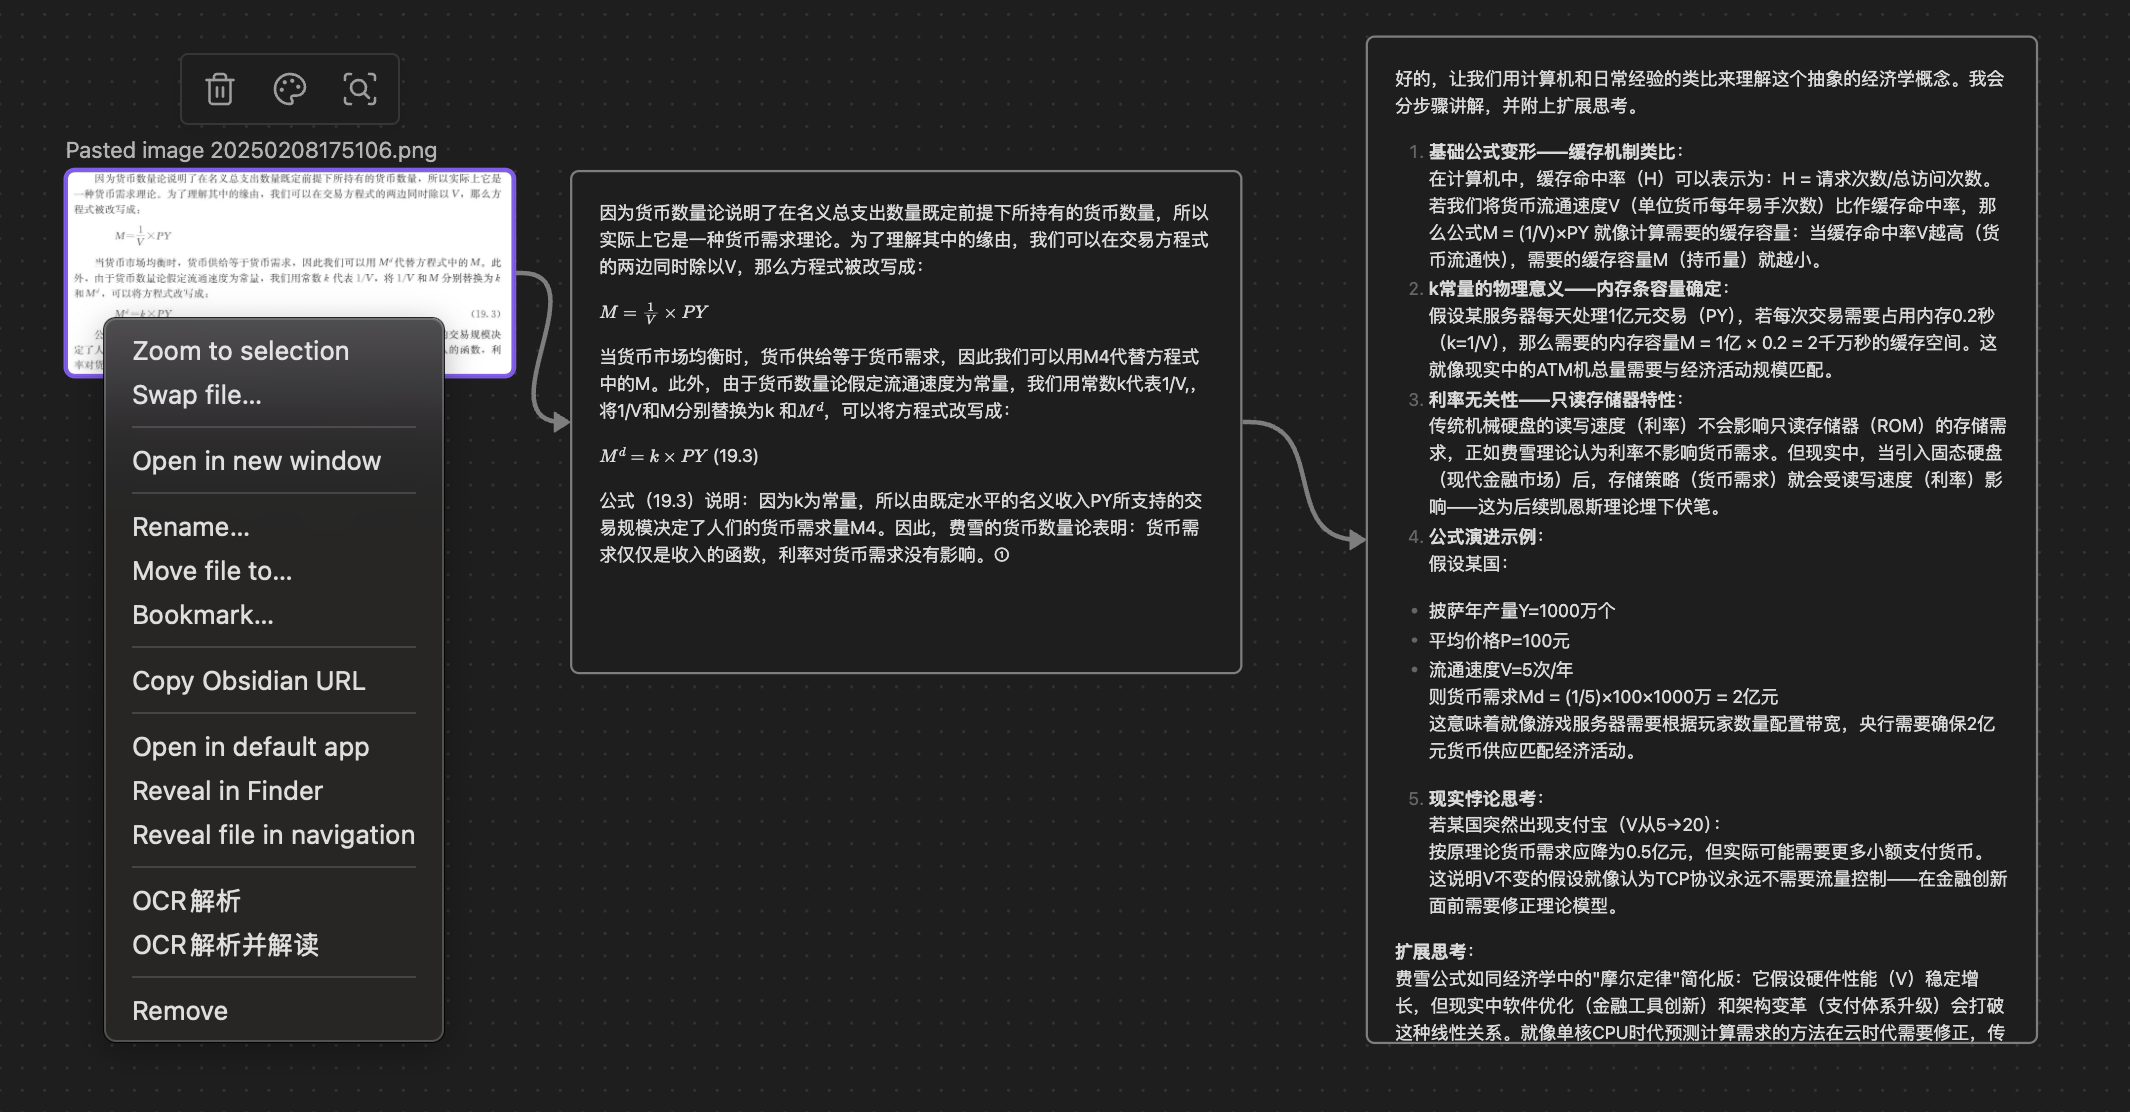 Pasted image 20250208175106.png
因为货币数量论说明了在名义总支出数量既定前提下所持有的货币数量，所以实际上它是
一种货币需求理论。为了理解其中的缘由，我们可以在交易方程式的两边同时除以 V，那么方
程式被改写成：
M=1/V×PY
当货币市场均衡时，货币供给等于货币需求，因此我们可以用 Mᵈ 代替方程式中的 M。此
外，由于货币数量论假定流通速度为常量，我们用常数 k 代表 1/V，将 1/V 和 M 分别替换为 k
和 Mᵈ，可以将方程式改写成：
Mᵈ=k×PY (19.3)
交易规模决
定了人 的函数，利
率对货
Zoom to selection
Swap file...
Open in new window
Rename...
Move file to...
Bookmark...
Copy Obsidian URL
Open in default app
Reveal in Finder
Reveal file in navigation
OCR解析
OCR解析并解读
Remove
因为货币数量论说明了在名义总支出数量既定前提下所持有的货币数量，所以
实际上它是一种货币需求理论。为了理解其中的缘由，我们可以在交易方程式
的两边同时除以V，那么方程式被改写成：
M = 1/V × PY
当货币市场均衡时，货币供给等于货币需求，因此我们可以用M4代替方程式
中的M。此外，由于货币数量论假定流通速度为常量，我们用常数k代表1/V,，
将1/V和M分别替换为k 和Mᵈ，可以将方程式改写成：
Mᵈ = k × PY (19.3)
公式（19.3）说明：因为k为常量，所以由既定水平的名义收入PY所支持的交
易规模决定了人们的货币需求量M4。因此，费雪的货币数量论表明：货币需
求仅仅是收入的函数，利率对货币需求没有影响。①
好的，让我们用计算机和日常经验的类比来理解这个抽象的经济学概念。我会
分步骤讲解，并附上扩展思考。
1. 基础公式变形——缓存机制类比：
在计算机中，缓存命中率（H）可以表示为：H = 请求次数/总访问次数。
若我们将货币流通速度V（单位货币每年易手次数）比作缓存命中率，那
么公式M = (1/V)×PY 就像计算需要的缓存容量：当缓存命中率V越高（货
币流通快），需要的缓存容量M（持币量）就越小。
2. k常量的物理意义——内存条容量确定：
假设某服务器每天处理1亿元交易（PY），若每次交易需要占用内存0.2秒
（k=1/V），那么需要的内存容量M = 1亿 × 0.2 = 2千万秒的缓存空间。这
就像现实中的ATM机总量需要与经济活动规模匹配。
3. 利率无关性——只读存储器特性：
传统机械硬盘的读写速度（利率）不会影响只读存储器（ROM）的存储需
求，正如费雪理论认为利率不影响货币需求。但现实中，当引入固态硬盘
（现代金融市场）后，存储策略（货币需求）就会受读写速度（利率）影
响——这为后续凯恩斯理论埋下伏笔。
4. 公式演进示例：
假设某国：
• 披萨年产量Y=1000万个
• 平均价格P=100元
• 流通速度V=5次/年
则货币需求Md = (1/5)×100×1000万 = 2亿元
这意味着就像游戏服务器需要根据玩家数量配置带宽，央行需要确保2亿
元货币供应匹配经济活动。
5. 现实悖论思考：
若某国突然出现支付宝（V从5→20）：
按原理论货币需求应降为0.5亿元，但实际可能需要更多小额支付货币。
这说明V不变的假设就像认为TCP协议永远不需要流量控制——在金融创新
面前需要修正理论模型。
扩展思考：
费雪公式如同经济学中的"摩尔定律"简化版：它假设硬件性能（V）稳定增
长，但现实中软件优化（金融工具创新）和架构变革（支付体系升级）会打破
这种线性关系。就像单核CPU时代预测计算需求的方法在云时代需要修正，传